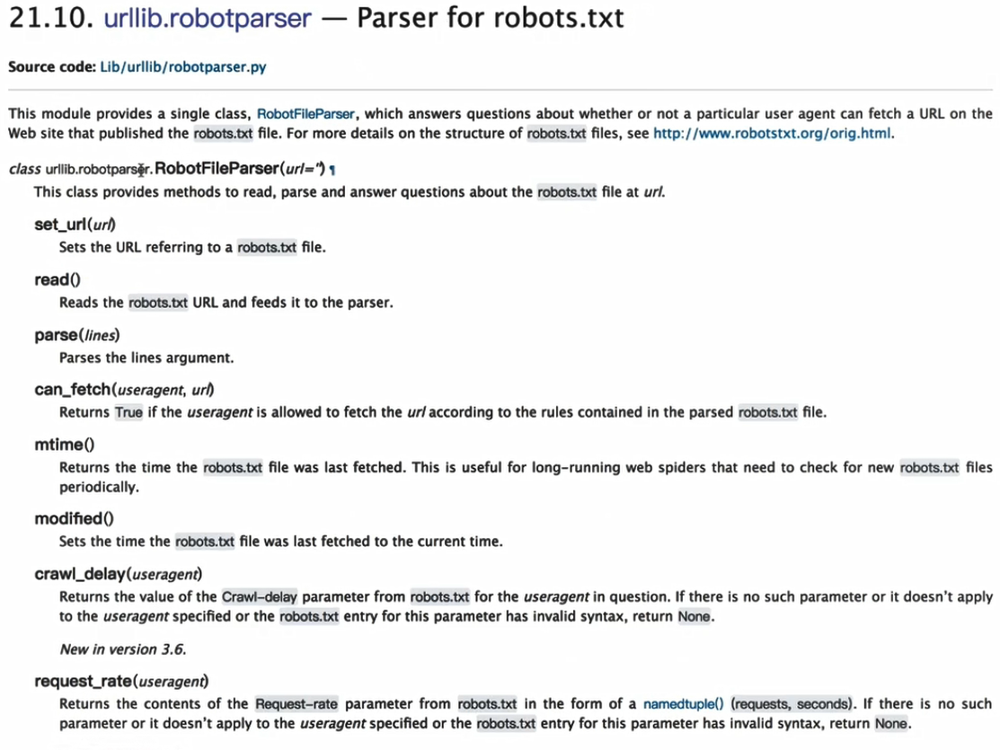 21.10. urllib.robotparser — Parser for robots.txt
Source code: Lib/urllib/robotparser.py
This module provides a single class, RobotFileParser, which answers questions about whether or not a particular user agent can fetch a URL on the
Web site that published the robots.txt file. For more details on the structure of robots.txt files, see http://www.robotstxt.org/orig.html.
class urllib.robotparser.RobotFileParser(url='') ¶
This class provides methods to read, parse and answer questions about the robots.txt file at url.
set_url(url)
Sets the URL referring to a robots.txt file.
read()
Reads the robots.txt URL and feeds it to the parser.
parse(lines)
Parses the lines argument.
can_fetch(useragent, url)
Returns True if the useragent is allowed to fetch the url according to the rules contained in the parsed robots.txt file.
mtime()
Returns the time the robots.txt file was last fetched. This is useful for long-running web spiders that need to check for new robots.txt files
periodically.
modified()
Sets the time the robots.txt file was last fetched to the current time.
crawl_delay(useragent)
Returns the value of the Crawl-delay parameter from robots.txt for the useragent in question. If there is no such parameter or it doesn't apply
to the useragent specified or the robots.txt entry for this parameter has invalid syntax, return None.
New in version 3.6.
request_rate(useragent)
Returns the contents of the Request-rate parameter from robots.txt in the form of a namedtuple() (requests, seconds). If there is no such
parameter or it doesn't apply to the useragent specified or the robots.txt entry for this parameter has invalid syntax, return None.